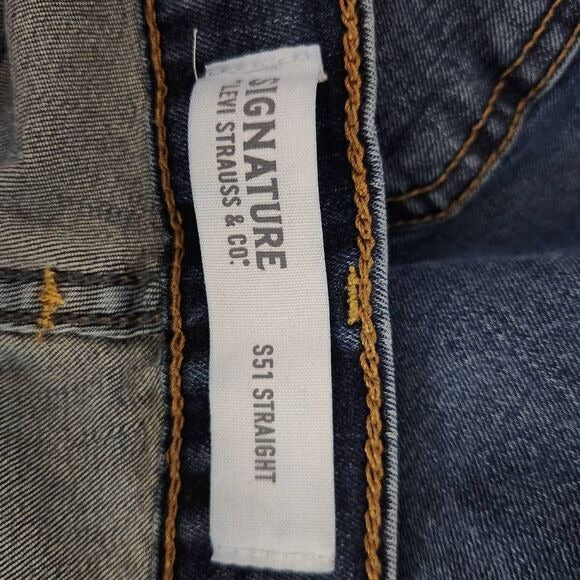 SIGNATURE
LEVI STRAUSS & CO.
S51 STRAIGHT